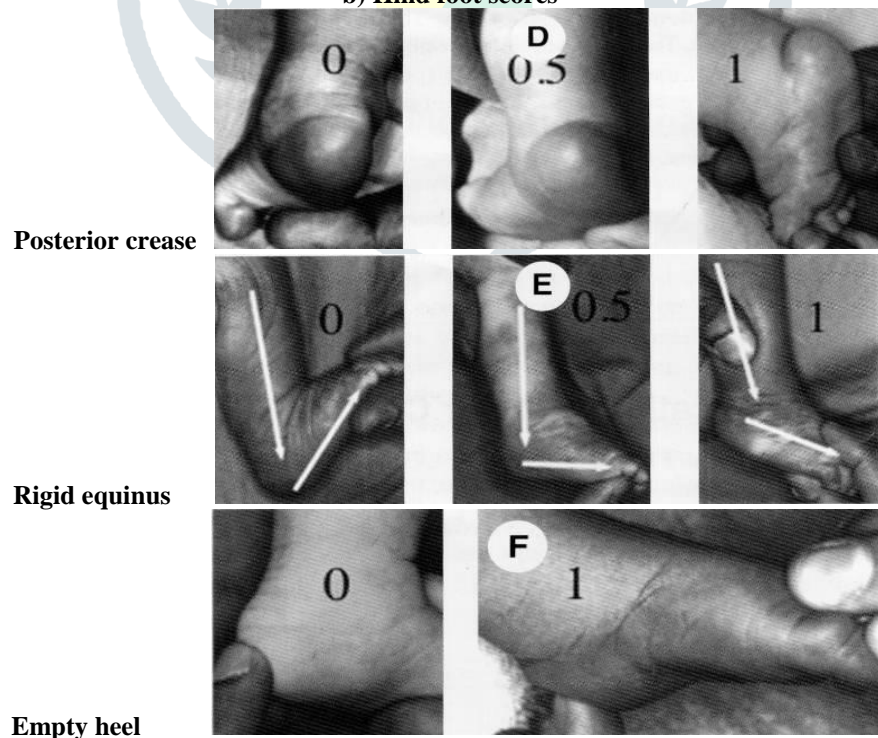 b) Hind foot scores
0 D 0.5 1
Posterior crease
0 E 0.5 1
Rigid equinus
0 F 1
Empty heel